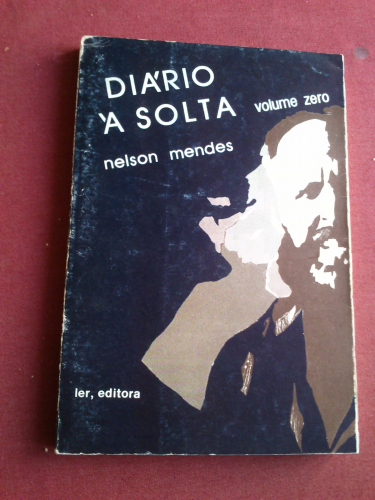 DIÁRIO
À SOLTA volume zero
nelson mendes
ler, editora